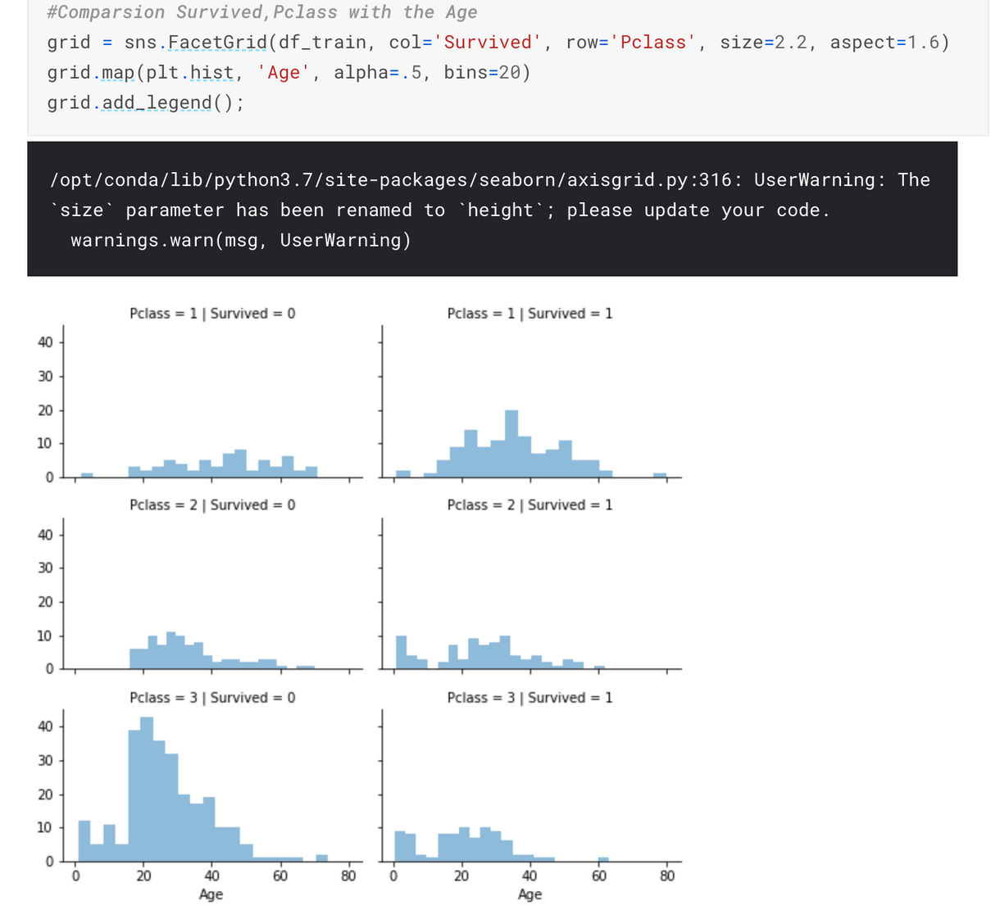 #Comparsion Survived,Pclass with the Age
grid = sns.FacetGrid(df_train, col='Survived', row='Pclass', size=2.2, aspect=1.6)
grid.map(plt.hist, 'Age', alpha=.5, bins=20)
grid.add_legend();
/opt/conda/lib/python3.7/site-packages/seaborn/axisgrid.py:316: UserWarning: The
`size` parameter has been renamed to `height`; please update your code.
warnings.warn(msg, UserWarning)
Pclass = 1 | Survived = 0
Pclass = 1 | Survived = 1
40
30
20
10
0
Pclass = 2 | Survived = 0
Pclass = 2 | Survived = 1
40
30
20
10
0
Pclass = 3 | Survived = 0
Pclass = 3 | Survived = 1
40
30
20
10
0
0 20 40 60 80
0 20 40 60 80
Age
Age